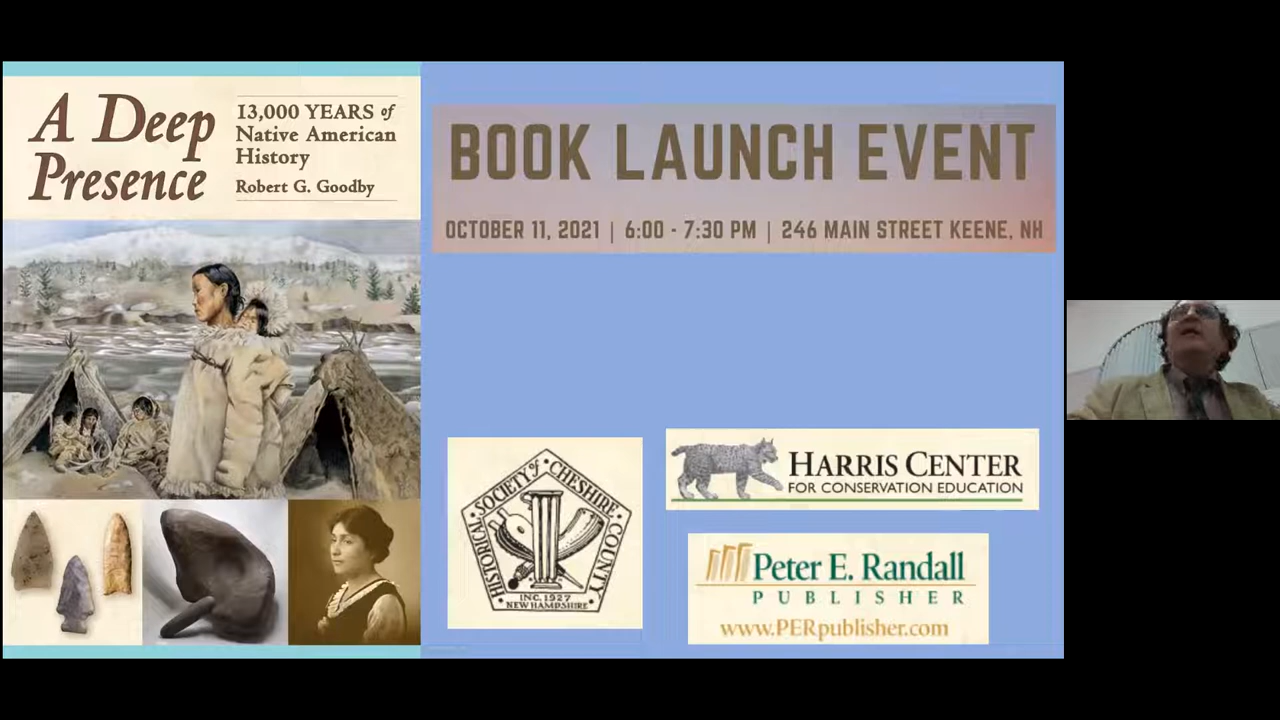 A Deep
Presence
13,000 YEARS of
Native American
History
Robert G. Goodby
BOOK LAUNCH EVENT
OCTOBER 11, 2021 | 6:00 - 7:30 PM | 246 MAIN STREET KEENE, NH
HISTORICAL · SOCIETY of · CHESHIRE · COUNTY
INC. 1927
NEW HAMPSHIRE
HARRIS CENTER
FOR CONSERVATION EDUCATION
Peter E. Randall
PUBLISHER
www.PERpublisher.com